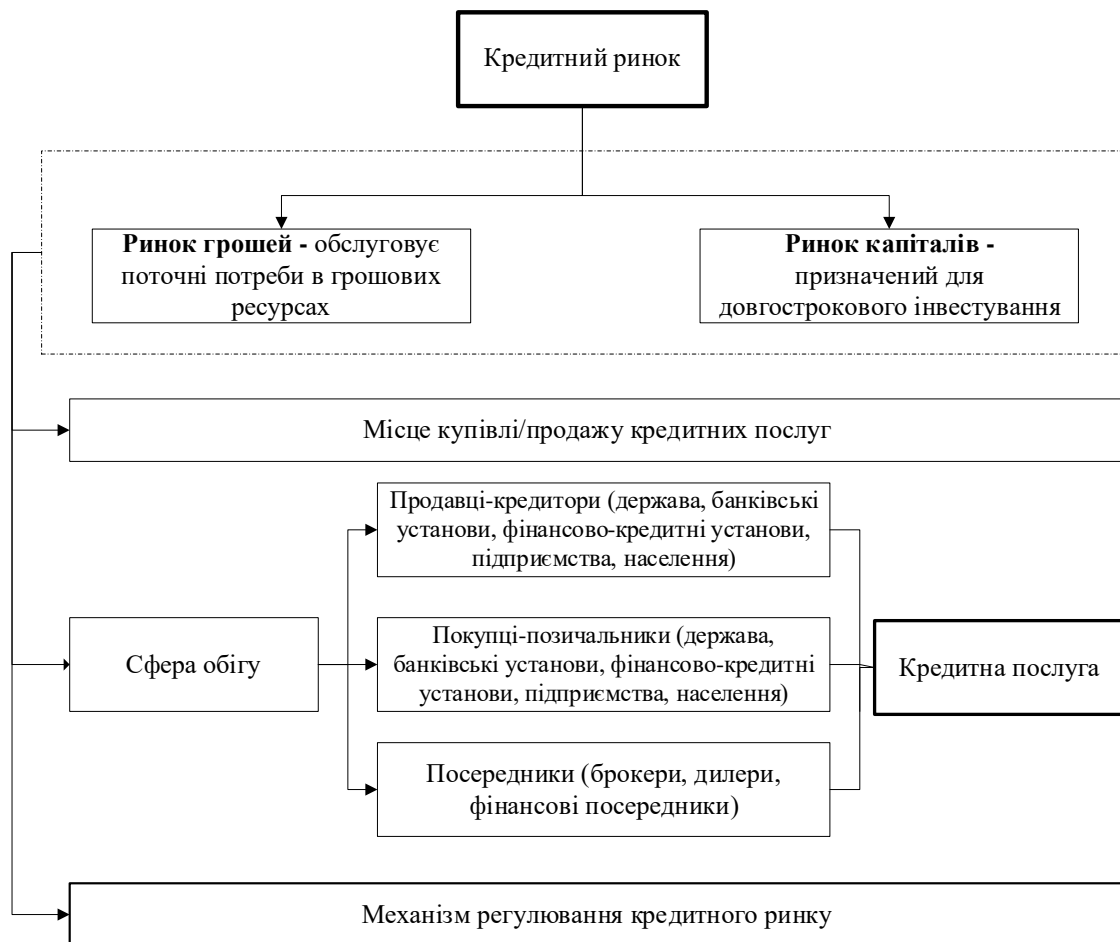 Кредитний ринок
Ринок грошей - обслуговує
поточні потреби в грошових
ресурсах
Ринок капіталів -
призначений для
довгострокового інвестування
Місце купівлі/продажу кредитних послуг
Продавці-кредитори (держава, банківські
установи, фінансово-кредитні установи,
підприємства, населення)
Сфера обігу
Покупці-позичальники (держава,
банківські установи, фінансово-кредитні
установи, підприємства, населення)
Кредитна послуга
Посередники (брокери, дилери,
фінансові посередники)
Механізм регулювання кредитного ринку